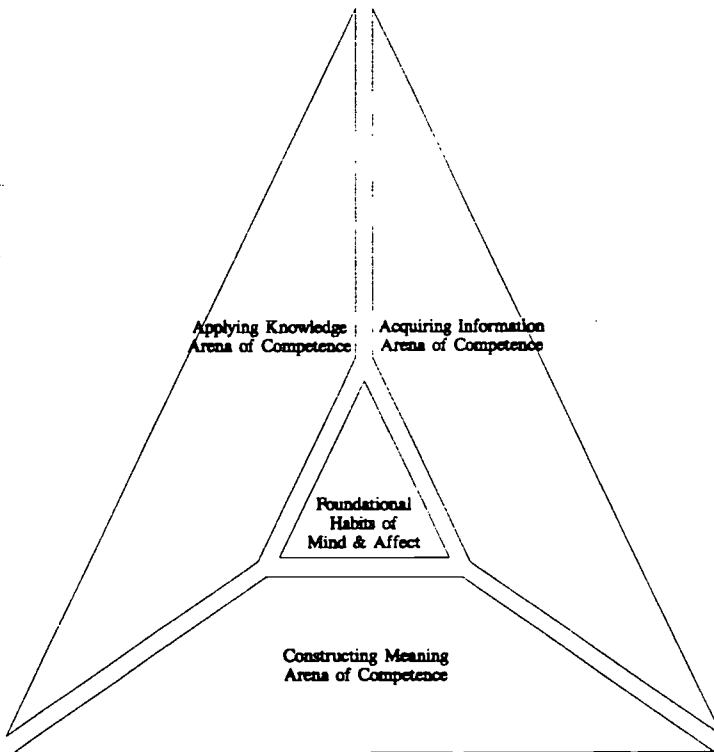 Applying Knowledge
Arena of Competence
Acquiring Information
Arena of Competence
Foundational
Habits of
Mind & Affect
Constructing Meaning
Arena of Competence